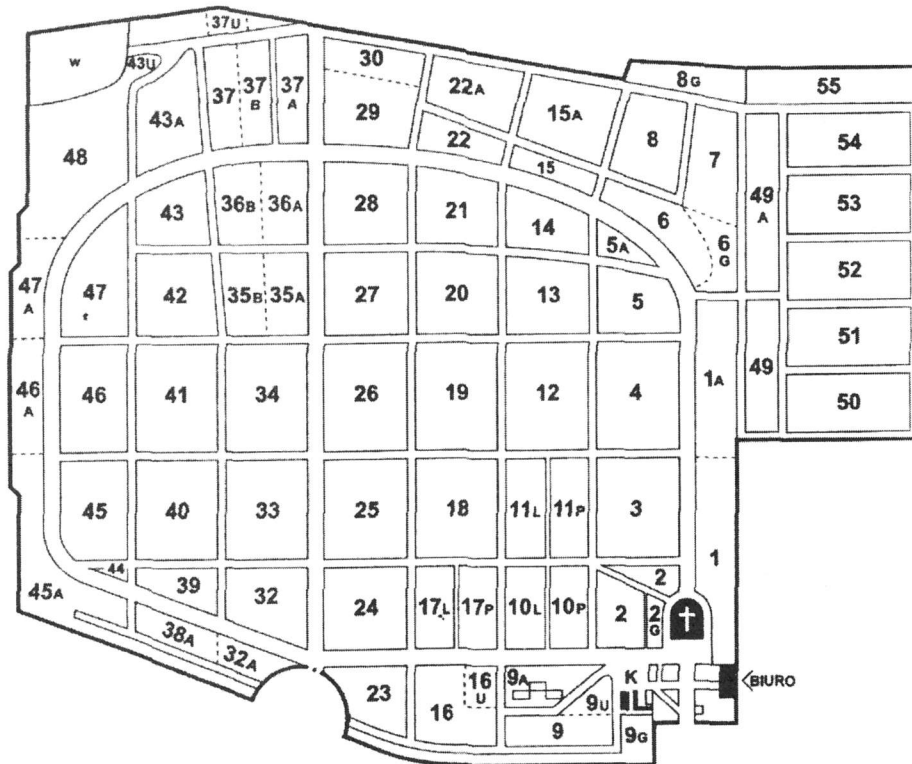 37U
W
43U
37
37 B
37 A
30
22A
8G
55
43A
29
22
15A
15
8
7
54
48
43
36B
36A
28
21
14
5A
6
6 G
49 A
53
47 A
47
42
35B
35A
27
20
13
5
52
51
46 A
46
41
34
26
19
12
4
1A
49
50
45
40
33
25
18
11L
11P
3
1
44
45A
39
32
24
17L
17P
10L
10P
2
2
2 G
38A
32A
23
16
16 U
9A
9U
K
BIURO
9
9G